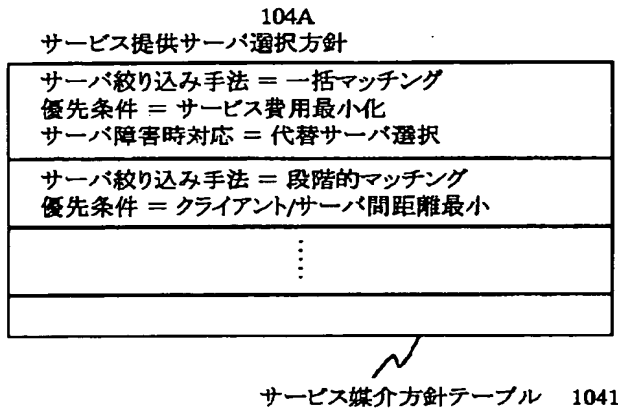 104A
サービス提供サーバ選択方針
サーバ絞り込み手法 = 一括マッチング
優先条件 = サービス費用最小化
サーバ障害時対応 = 代替サーバ選択
サーバ絞り込み手法 = 段階的マッチング
優先条件 = クライアント/サーバ間距離最小
サービス媒介方針テーブル 1041